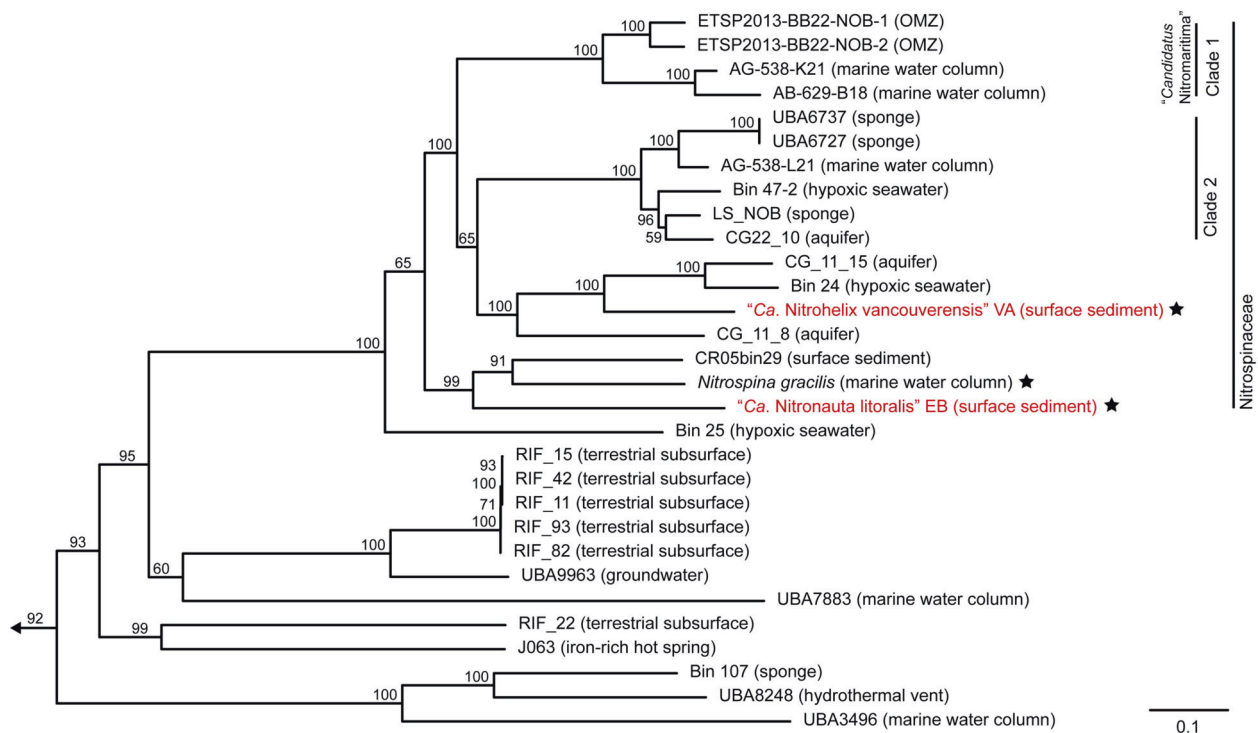 ETSP2013-BB22-NOB-1 (OMZ)
ETSP2013-BB22-NOB-2 (OMZ)
AG-538-K21 (marine water column)
AB-629-B18 (marine water column)
UBA6737 (sponge)
UBA6727 (sponge)
AG-538-L21 (marine water column)
Bin 47-2 (hypoxic seawater)
LS_NOB (sponge)
CG22_10 (aquifer)
CG_11_15 (aquifer)
Bin 24 (hypoxic seawater)
“Ca. Nitrohelix vancouverensis” VA (surface sediment) ★
CG_11_8 (aquifer)
CR05bin29 (surface sediment)
Nitrospina gracilis (marine water column) ★
“Ca. Nitronauta litoralis” EB (surface sediment) ★
Bin 25 (hypoxic seawater)
RIF_15 (terrestrial subsurface)
RIF_42 (terrestrial subsurface)
RIF_11 (terrestrial subsurface)
RIF_93 (terrestrial subsurface)
RIF_82 (terrestrial subsurface)
UBA9963 (groundwater)
UBA7883 (marine water column)
RIF_22 (terrestrial subsurface)
J063 (iron-rich hot spring)
Bin 107 (sponge)
UBA8248 (hydrothermal vent)
UBA3496 (marine water column)
“Candidatus
Nitromaritima”
Clade 1
Clade 2
Nitrospinaceae
100
100
100
100
100
100
100
96
59
65
100
100
100
65
91
99
100
93
100
71
100
95
100
60
93
99
92
100
100
0.1